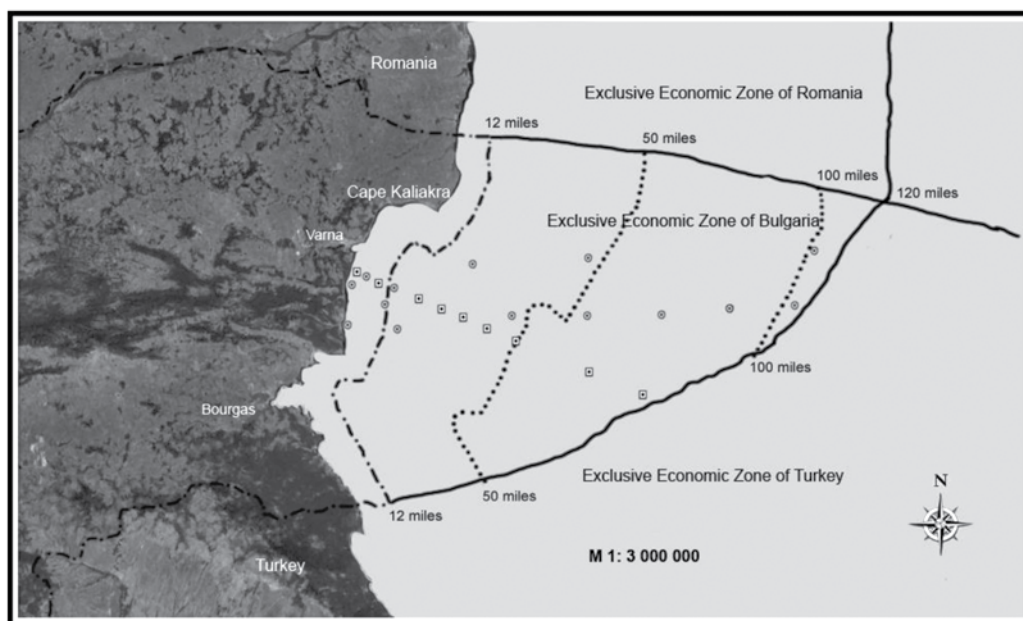 Romania
Exclusive Economic Zone of Romania
12 miles
50 miles
100 miles
120 miles
Cape Kaliakra
Exclusive Economic Zone of Bulgaria
Varna
100 miles
Bourgas
Exclusive Economic Zone of Turkey
50 miles
12 miles
N
M 1: 3 000 000
Turkey